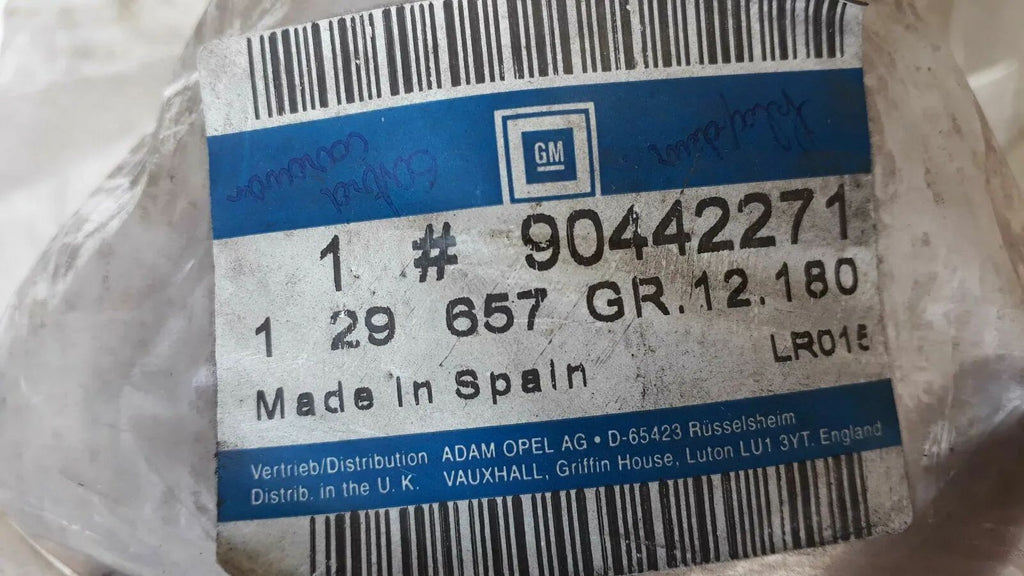 GM
1 # 90442271
1 29 657 GR.12.180
LR015
Made In Spain
Vertrieb/Distribution ADAM OPEL AG • D-65423 Rüsselsheim
Distrib. in the U. K. VAUXHALL, Griffin House, Luton LU1 3YT. England